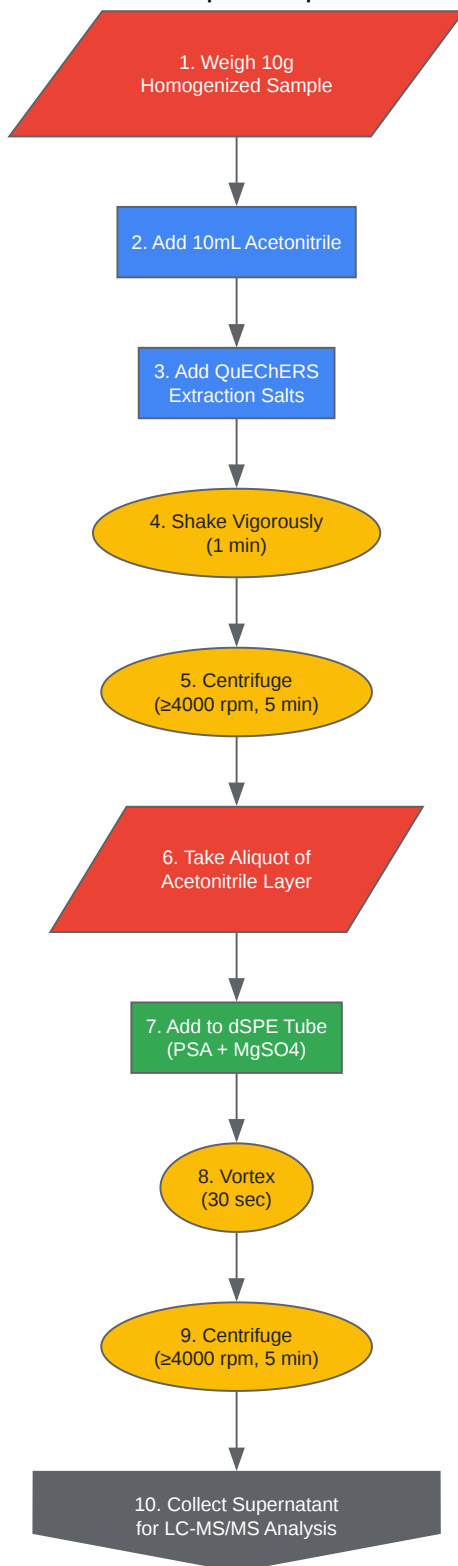 1. Weigh 10g
Homogenized Sample
2. Add 10mL Acetonitrile
3. Add QuEChERS
Extraction Salts
4. Shake Vigorously
(1 min)
5. Centrifuge
(≥4000 rpm, 5 min)
6. Take Aliquot of
Acetonitrile Layer
7. Add to dSPE Tube
(PSA + MgSO4)
8. Vortex
(30 sec)
9. Centrifuge
(≥4000 rpm, 5 min)
10. Collect Supernatant
for LC-MS/MS Analysis